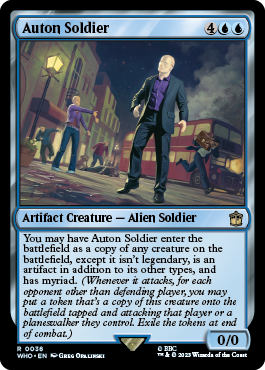 Auton Soldier 4
Artifact Creature — Alien Soldier
You may have Auton Soldier enter the
battlefield as a copy of any creature on the
battlefield, except it isn't legendary, is an
artifact in addition to its other types, and
has myriad. (Whenever it attacks, for each
opponent other than defending player, you may
put a token that's a copy of this creature onto the
battlefield tapped and attacking that player or a
planeswalker they control. Exile the tokens at end
of combat.)
0/0
R 0036
WHO • EN Greg Opalinski
© BBC
™ & © 2023 Wizards of the Coast